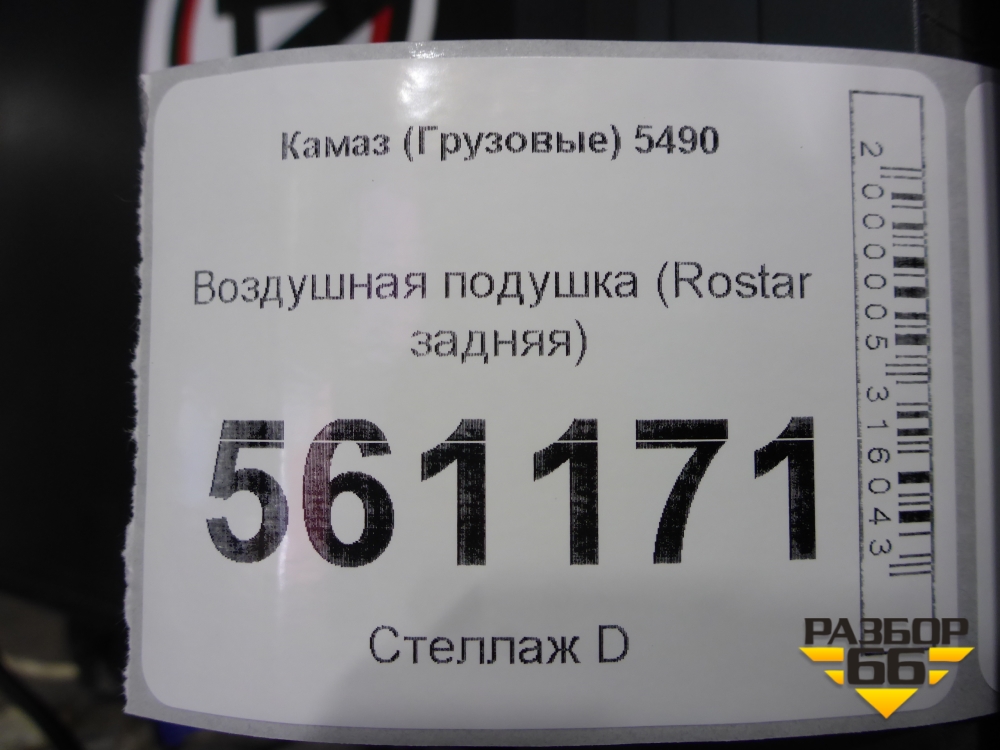 Камаз (Грузовые) 5490
Воздушная подушка (Rostar
задняя)
561171
Стеллаж D
2000005316043
РАЗБОР
66